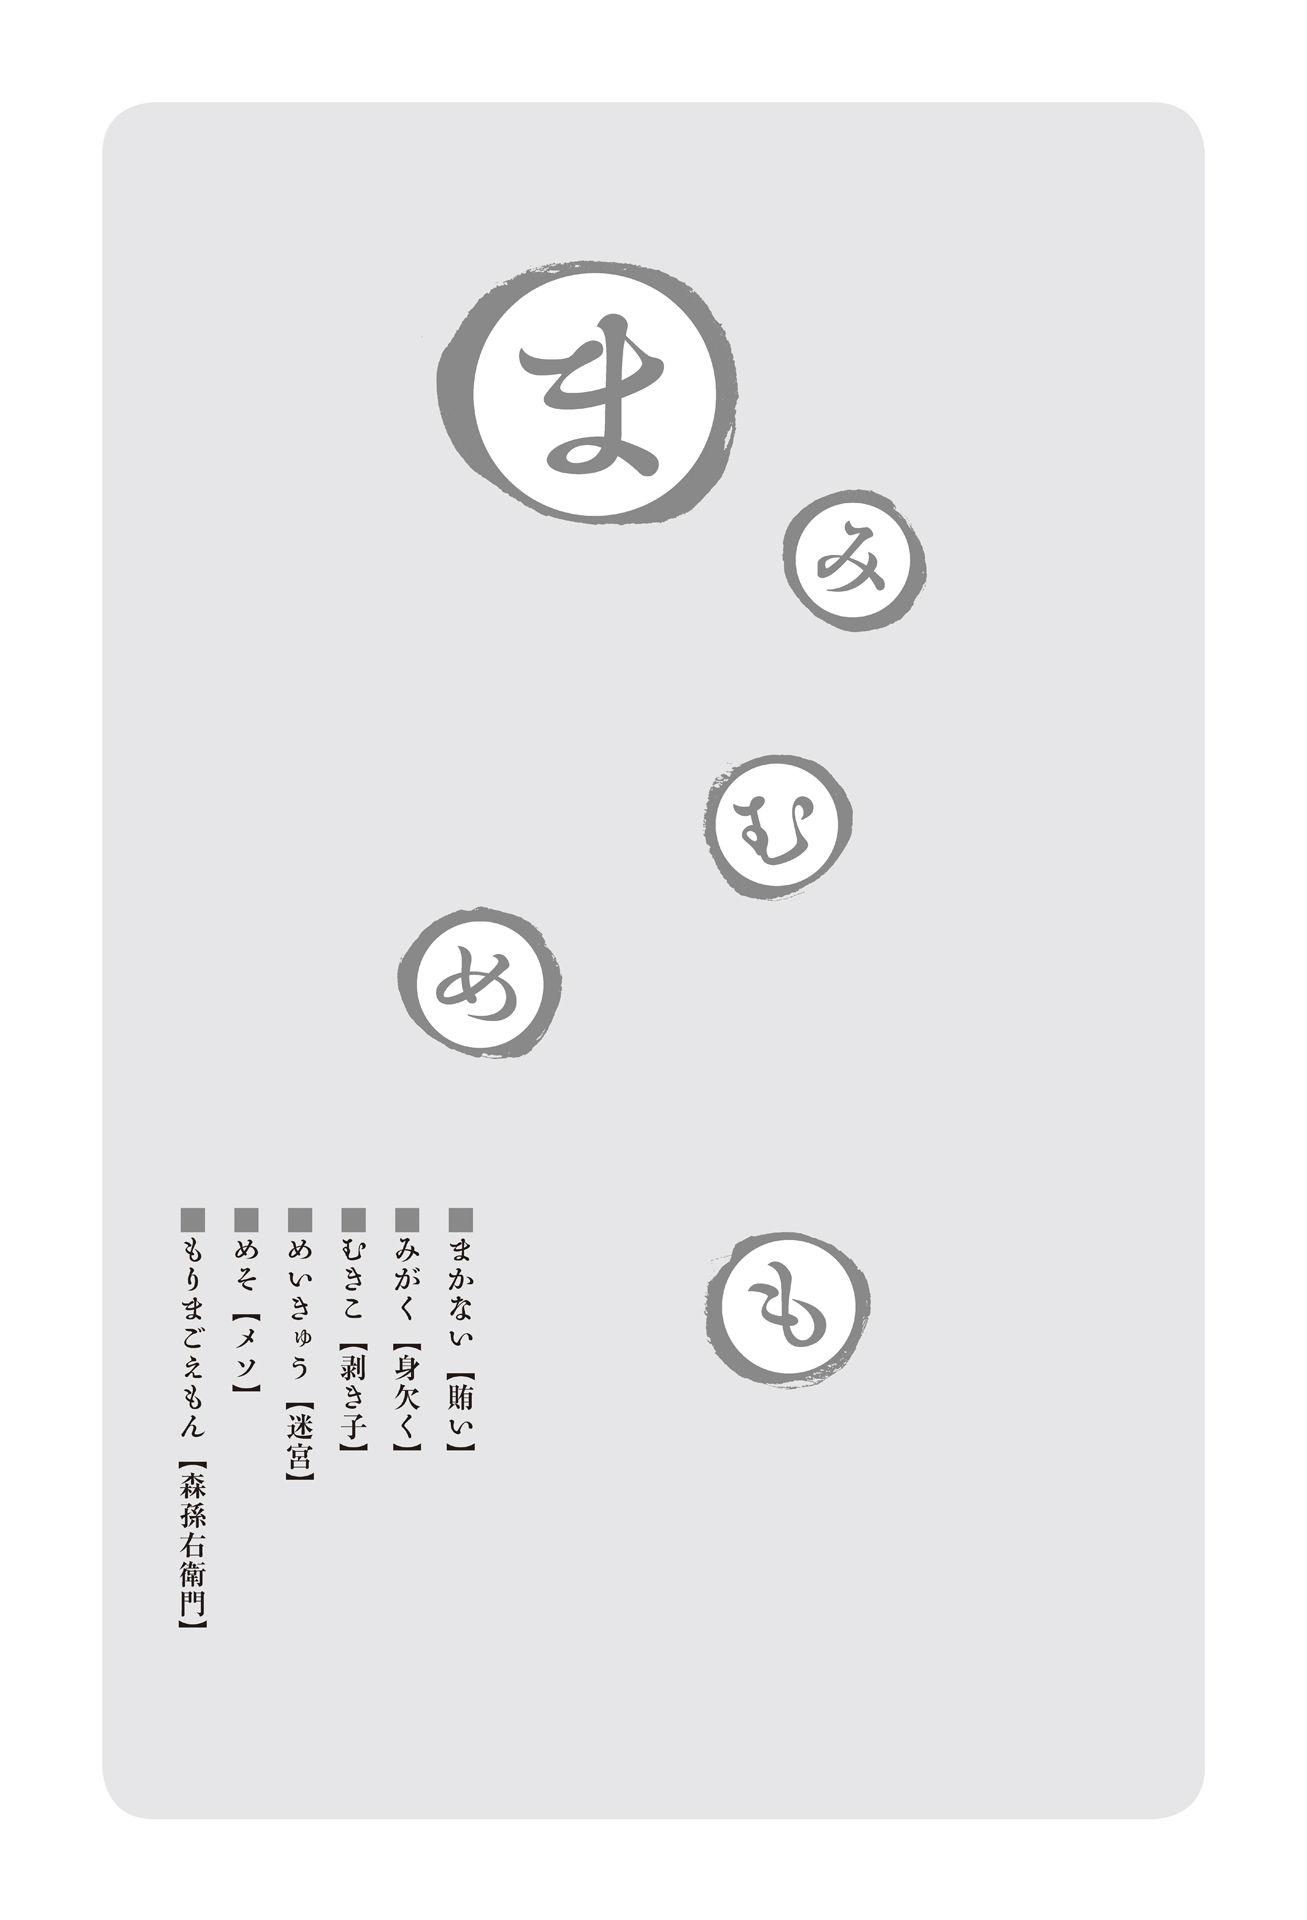 ま
み
む
め
も
■まかない【賄い】
■みがく【身欠く】
■むきこ【剥き子】
■めいきゅう【迷宮】
■めそ【メソ】
■もりまごえもん【森孫右衛門】